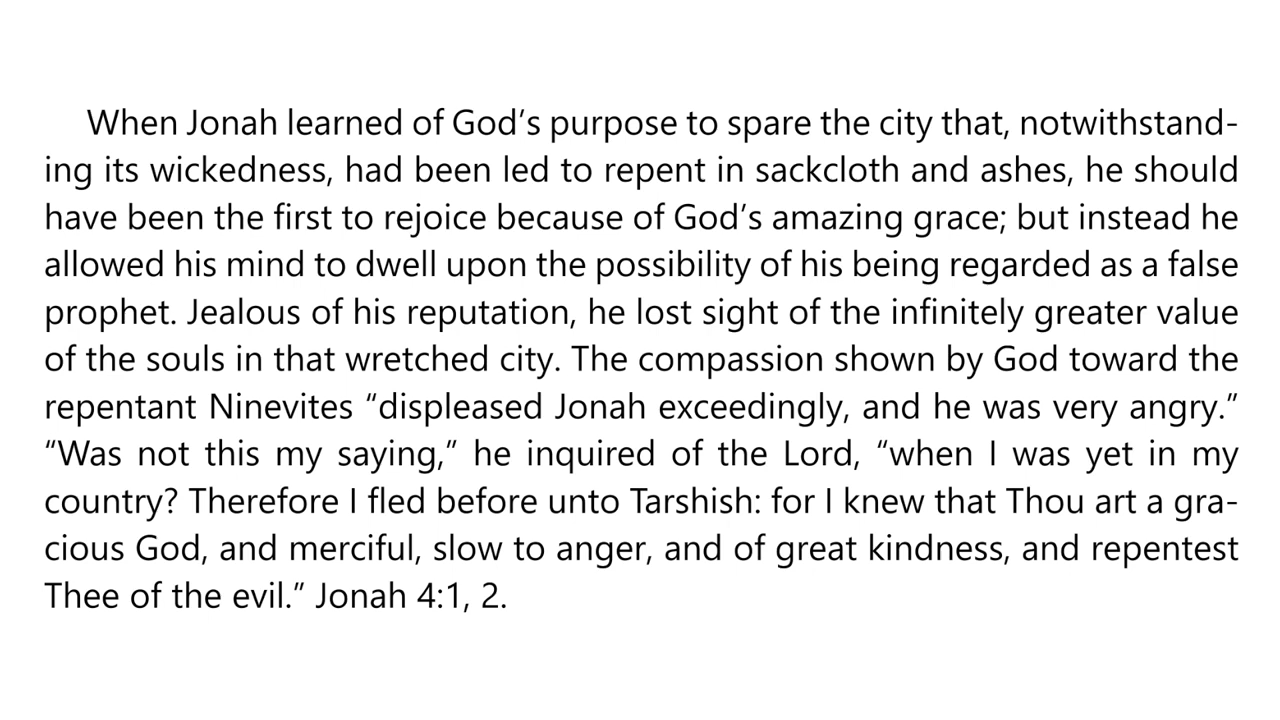 When Jonah learned of God’s purpose to spare the city that, notwithstand-
ing its wickedness, had been led to repent in sackcloth and ashes, he should
have been the first to rejoice because of God’s amazing grace; but instead he
allowed his mind to dwell upon the possibility of his being regarded as a false
prophet. Jealous of his reputation, he lost sight of the infinitely greater value
of the souls in that wretched city. The compassion shown by God toward the
repentant Ninevites “displeased Jonah exceedingly, and he was very angry.”
“Was not this my saying,” he inquired of the Lord, “when I was yet in my
country? Therefore I fled before unto Tarshish: for I knew that Thou art a gra-
cious God, and merciful, slow to anger, and of great kindness, and repentest
Thee of the evil.” Jonah 4:1, 2.